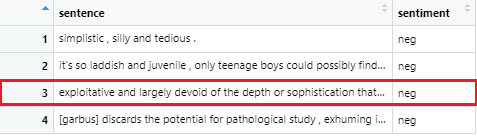 sentence sentiment
1 simplistic , silly and tedious . neg
2 it's so laddish and juvenile , only teenage boys could possibly find... neg
3 exploitative and largely devoid of the depth or sophistication that... neg
4 [garbus] discards the potential for pathological study , exhuming i... neg